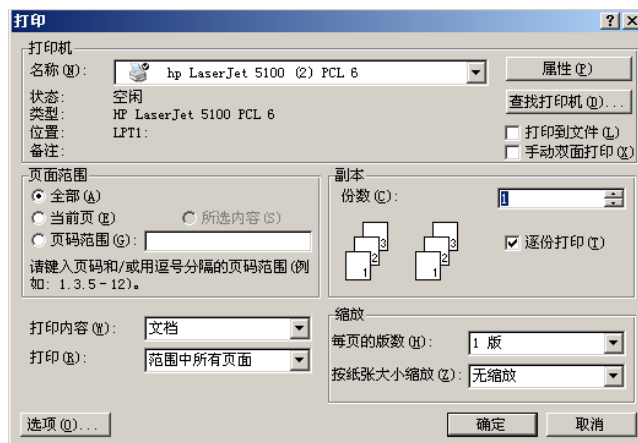 打印
打印机
名称(N):
hp LaserJet 5100 (2) PCL 6
属性(P)
状态:
空闲
查找打印机(D)...
类型:
HP LaserJet 5100 PCL 6
位置:
LPT1:
打印到文件(L)
备注:
手动双面打印(X)
页面范围
全部(A)
当前页(E)
所选内容(S)
页码范围(G):
请键入页码和/或用逗号分隔的页码范围(例
如: 1.3.5-12)。
副本
份数(C):
1
1
2
3
1
2
3
逐份打印(T)
打印内容(W):
文档
打印(R):
范围中所有页面
缩放
每页的版数(H):
1 版
按纸张大小缩放(Z):
无缩放
选项(O)...
确定
取消